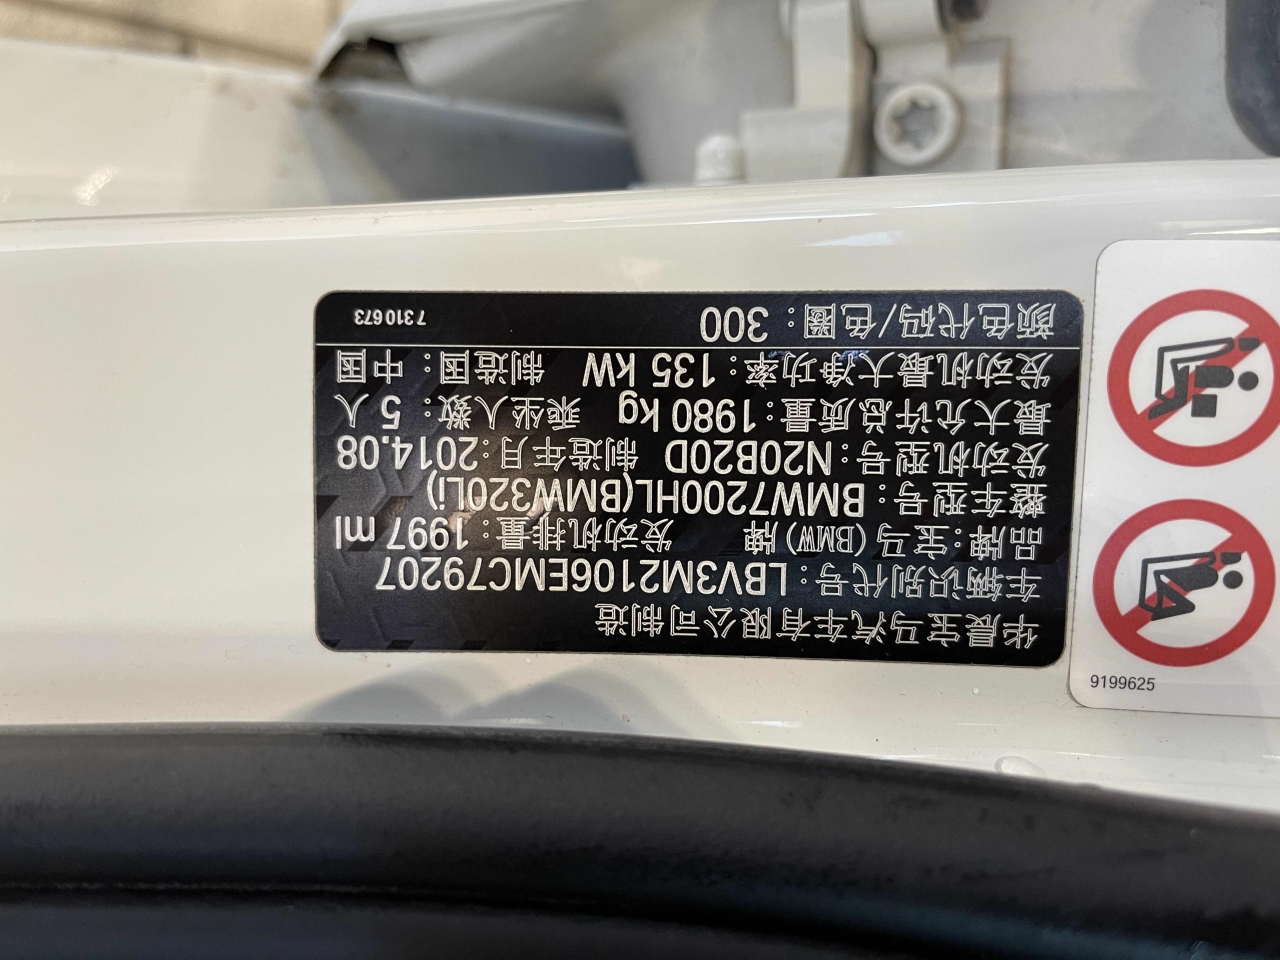 华晨宝马汽车有限公司制造
车辆识别代号：LBV3M2106EMC79207
品牌：宝马(BMW)牌 发动机排量：1997 ml
整车型号：BMW7200HL(BMW320Li)
发动机型号：N20B20D 制造年月：2014.08
最大允许总质量：1980 kg 乘坐人数：5 人
发动机最大净功率：135 kW 制造国：中国
颜色代码/色圈：300 7310673
9199625